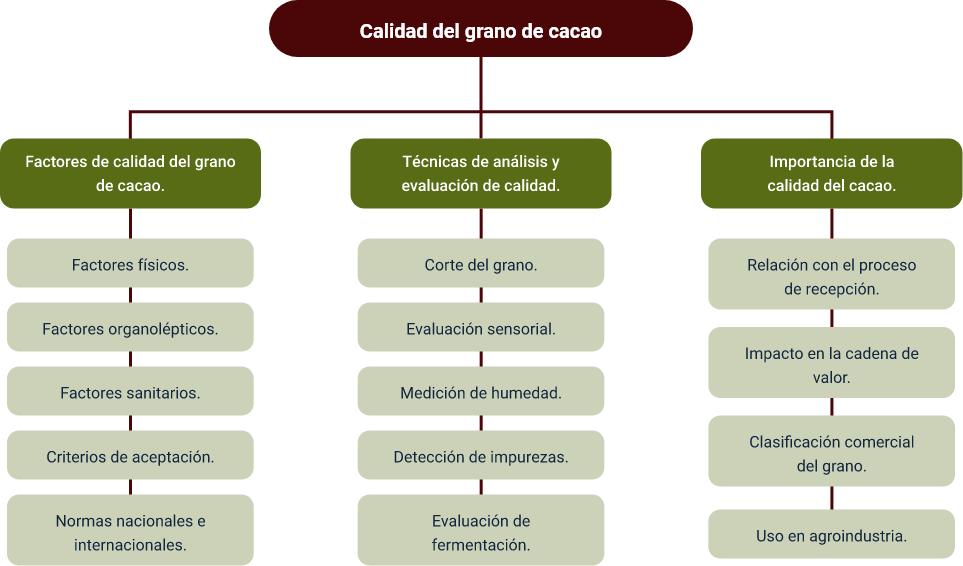 Calidad del grano de cacao
Factores de calidad del grano
de cacao.
Factores físicos.
Factores organolépticos.
Factores sanitarios.
Criterios de aceptación.
Normas nacionales e
internacionales.
Técnicas de análisis y
evaluación de calidad.
Corte del grano.
Evaluación sensorial.
Medición de humedad.
Detección de impurezas.
Evaluación de
fermentación.
Importancia de la
calidad del cacao.
Relación con el proceso
de recepción.
Impacto en la cadena de
valor.
Clasificación comercial
del grano.
Uso en agroindustria.